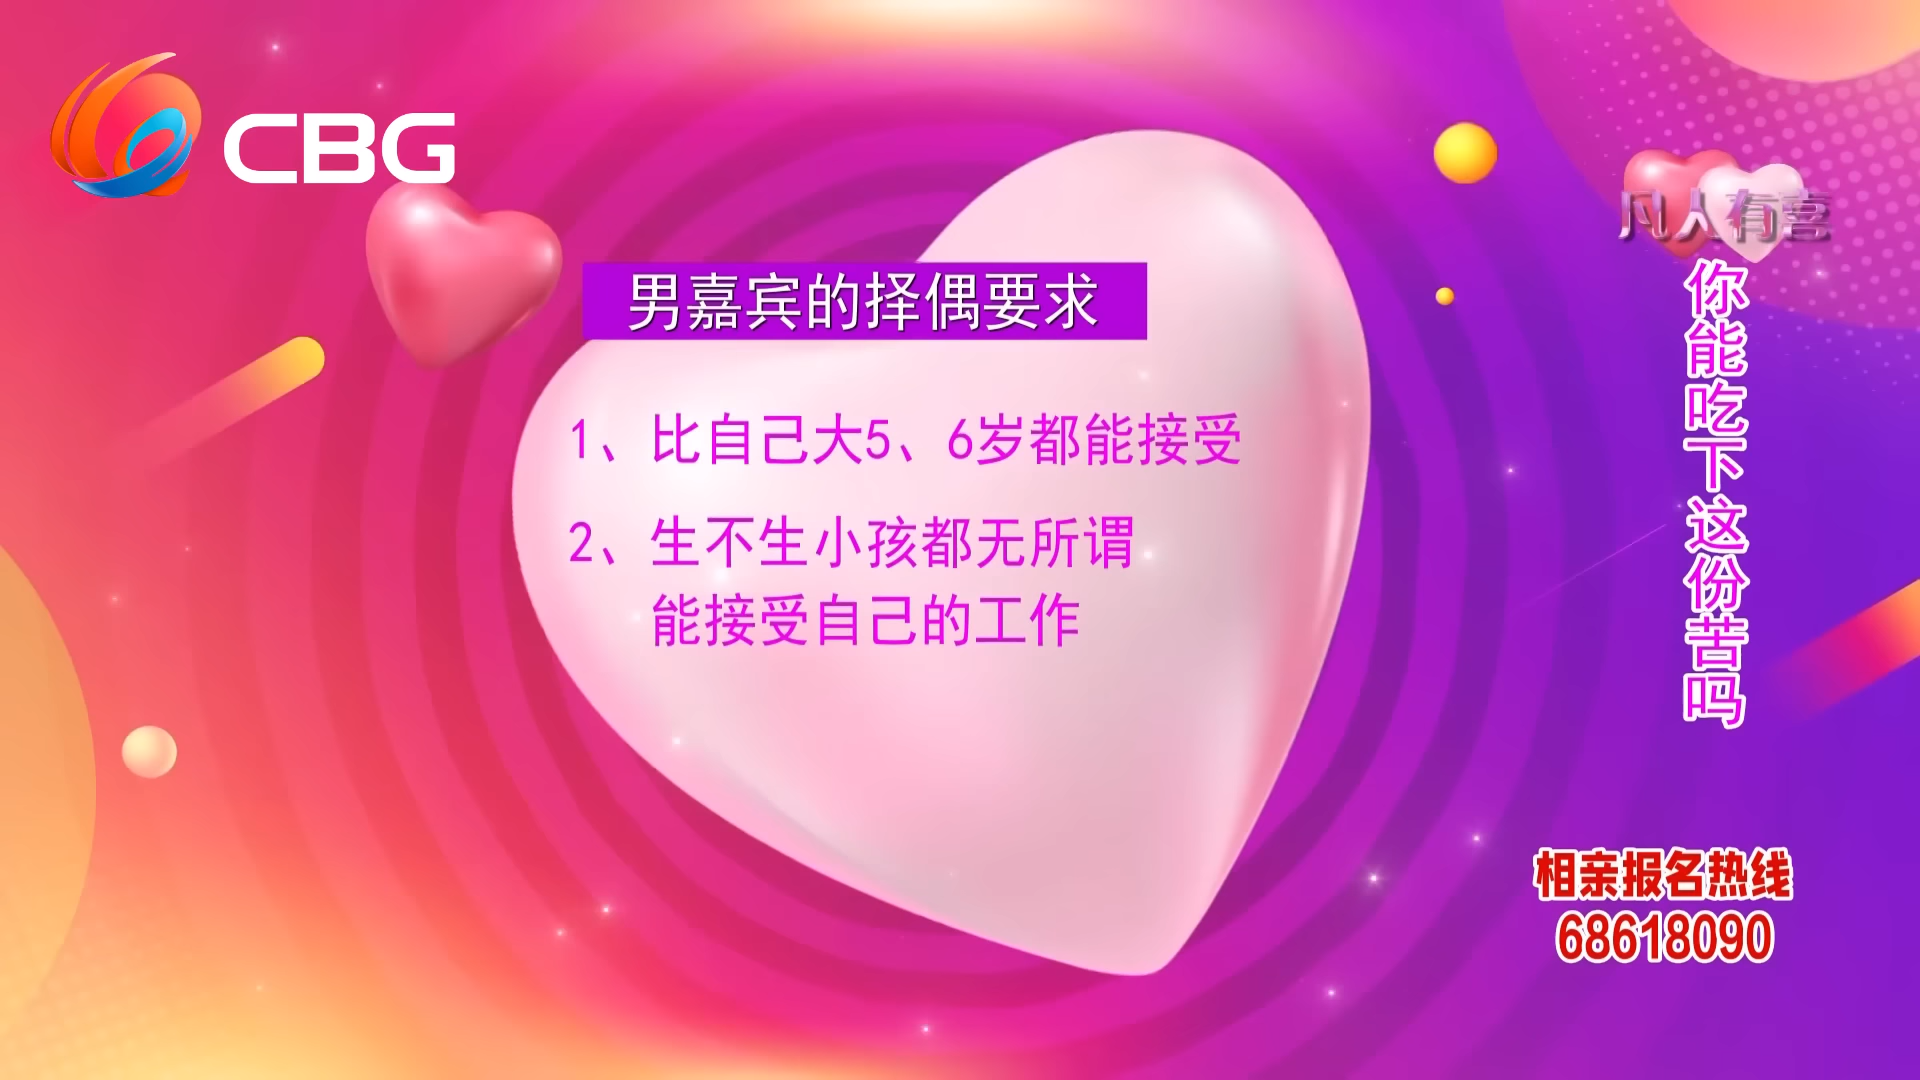 CBG
凡人有喜
男嘉宾的择偶要求
1、比自己大5、6岁都能接受
2、生不生小孩都无所谓
能接受自己的工作
你能吃下这份苦吗
相亲报名热线
68618090